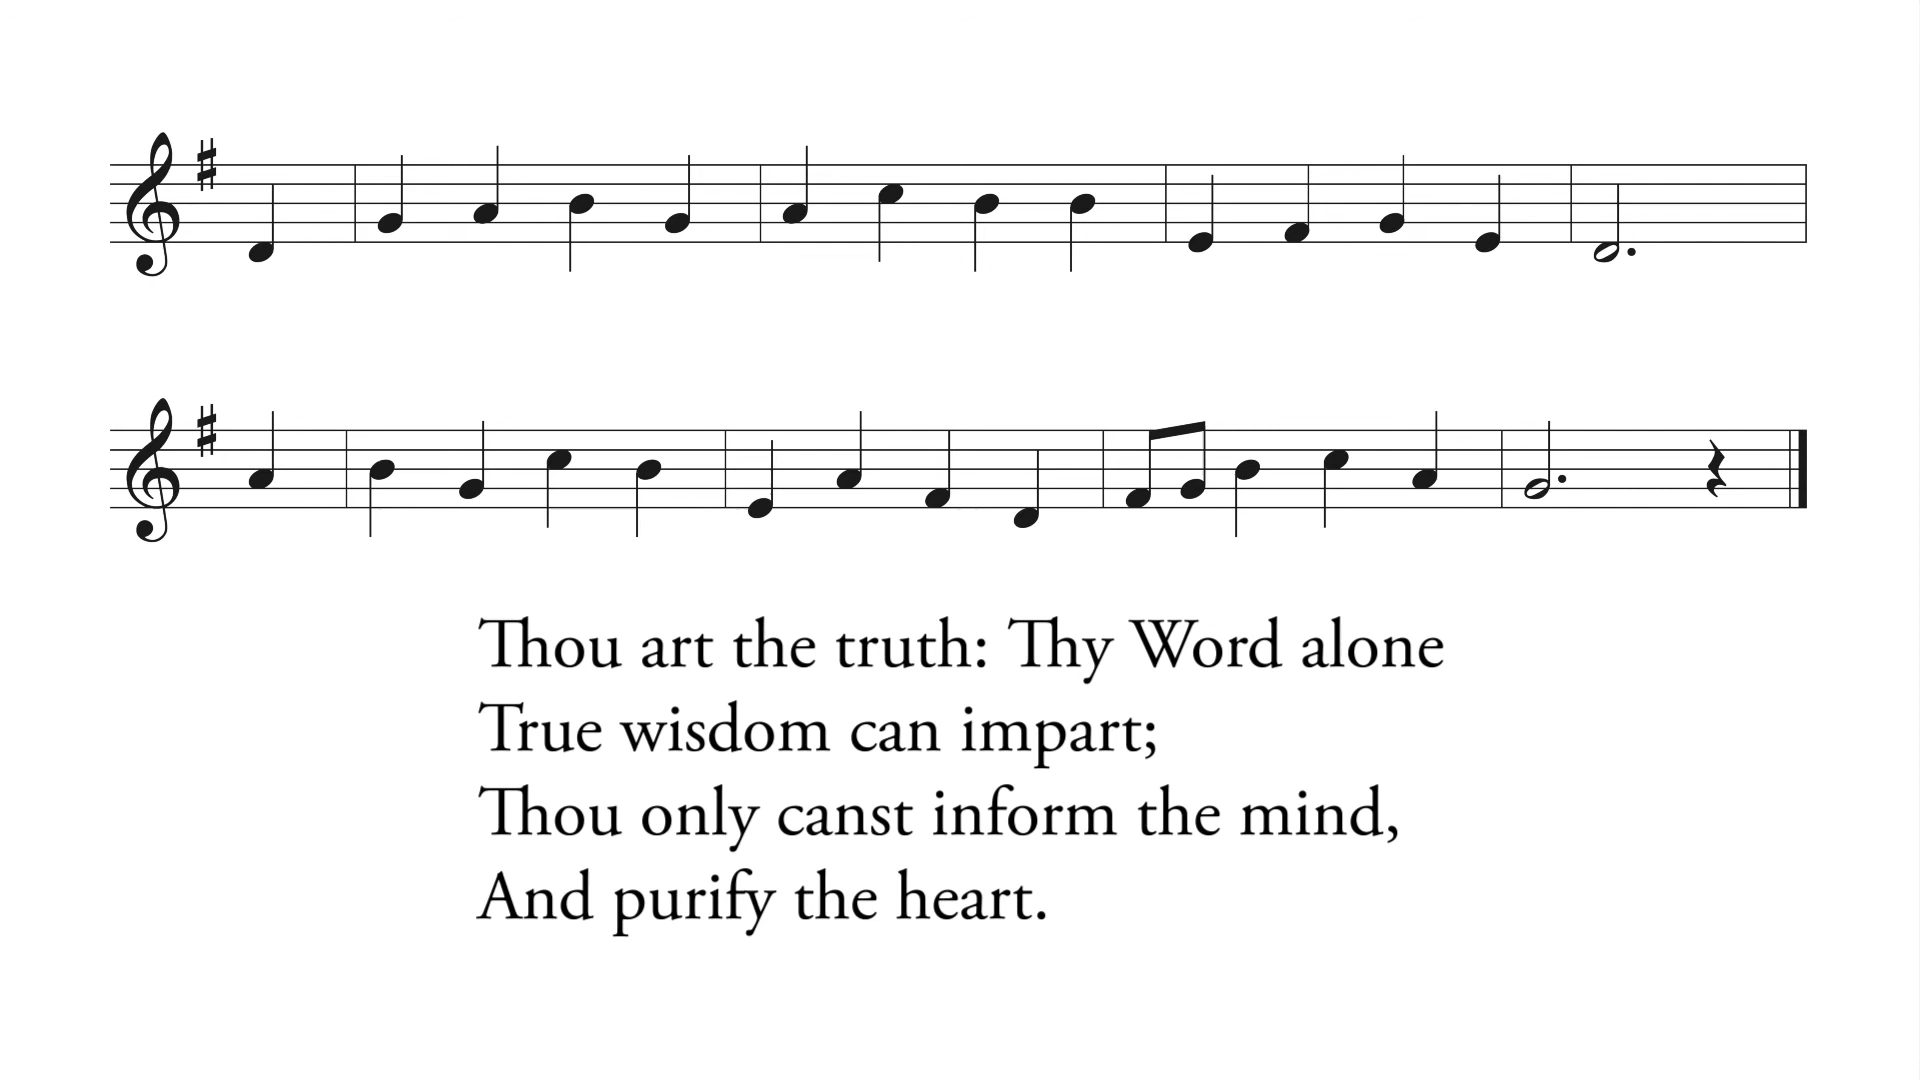 Thou art the truth: Thy Word alone
True wisdom can impart;
Thou only canst inform the mind,
And purify the heart.